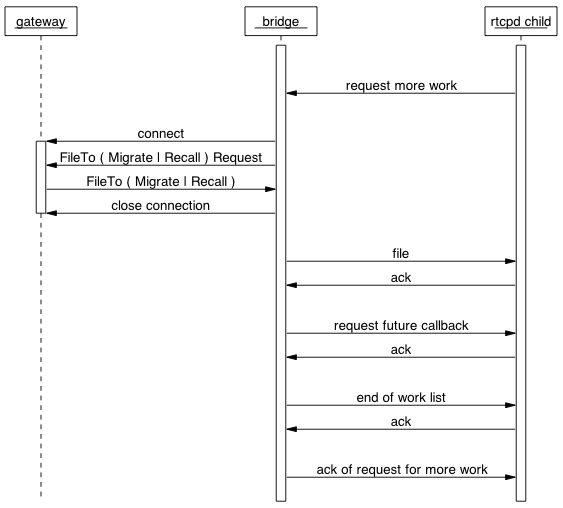 gateway
bridge
rtcpd child
request more work
connect
FileTo ( Migrate | Recall ) Request
FileTo ( Migrate | Recall )
close connection
file
ack
request future callback
ack
end of work list
ack
ack of request for more work